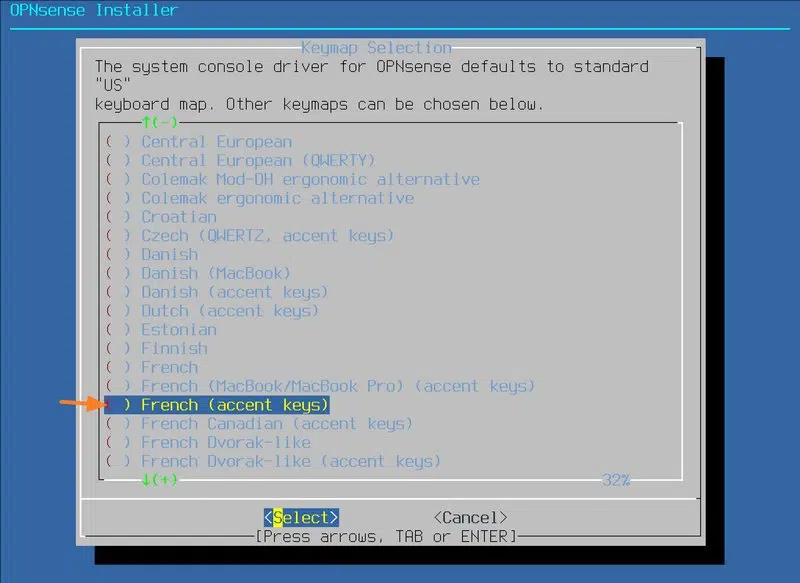 OPNsense Installer
Keymap Selection
The system console driver for OPNsense defaults to standard
"US"
keyboard map. Other keymaps can be chosen below.
↑(-)
( ) Central European
( ) Central European (QWERTY)
( ) Colemak Mod-DH ergonomic alternative
( ) Colemak ergonomic alternative
( ) Croatian
( ) Czech (QWERTZ, accent keys)
( ) Danish
( ) Danish (MacBook)
( ) Danish (accent keys)
( ) Dutch (accent keys)
( ) Estonian
( ) Finnish
( ) French
( ) French (MacBook/MacBook Pro) (accent keys)
( ) French (accent keys)
( ) French Canadian (accent keys)
( ) French Dvorak-like
( ) French Dvorak-like (accent keys)
↓(+) 32%
<Select> <Cancel>
[Press arrows, TAB or ENTER]